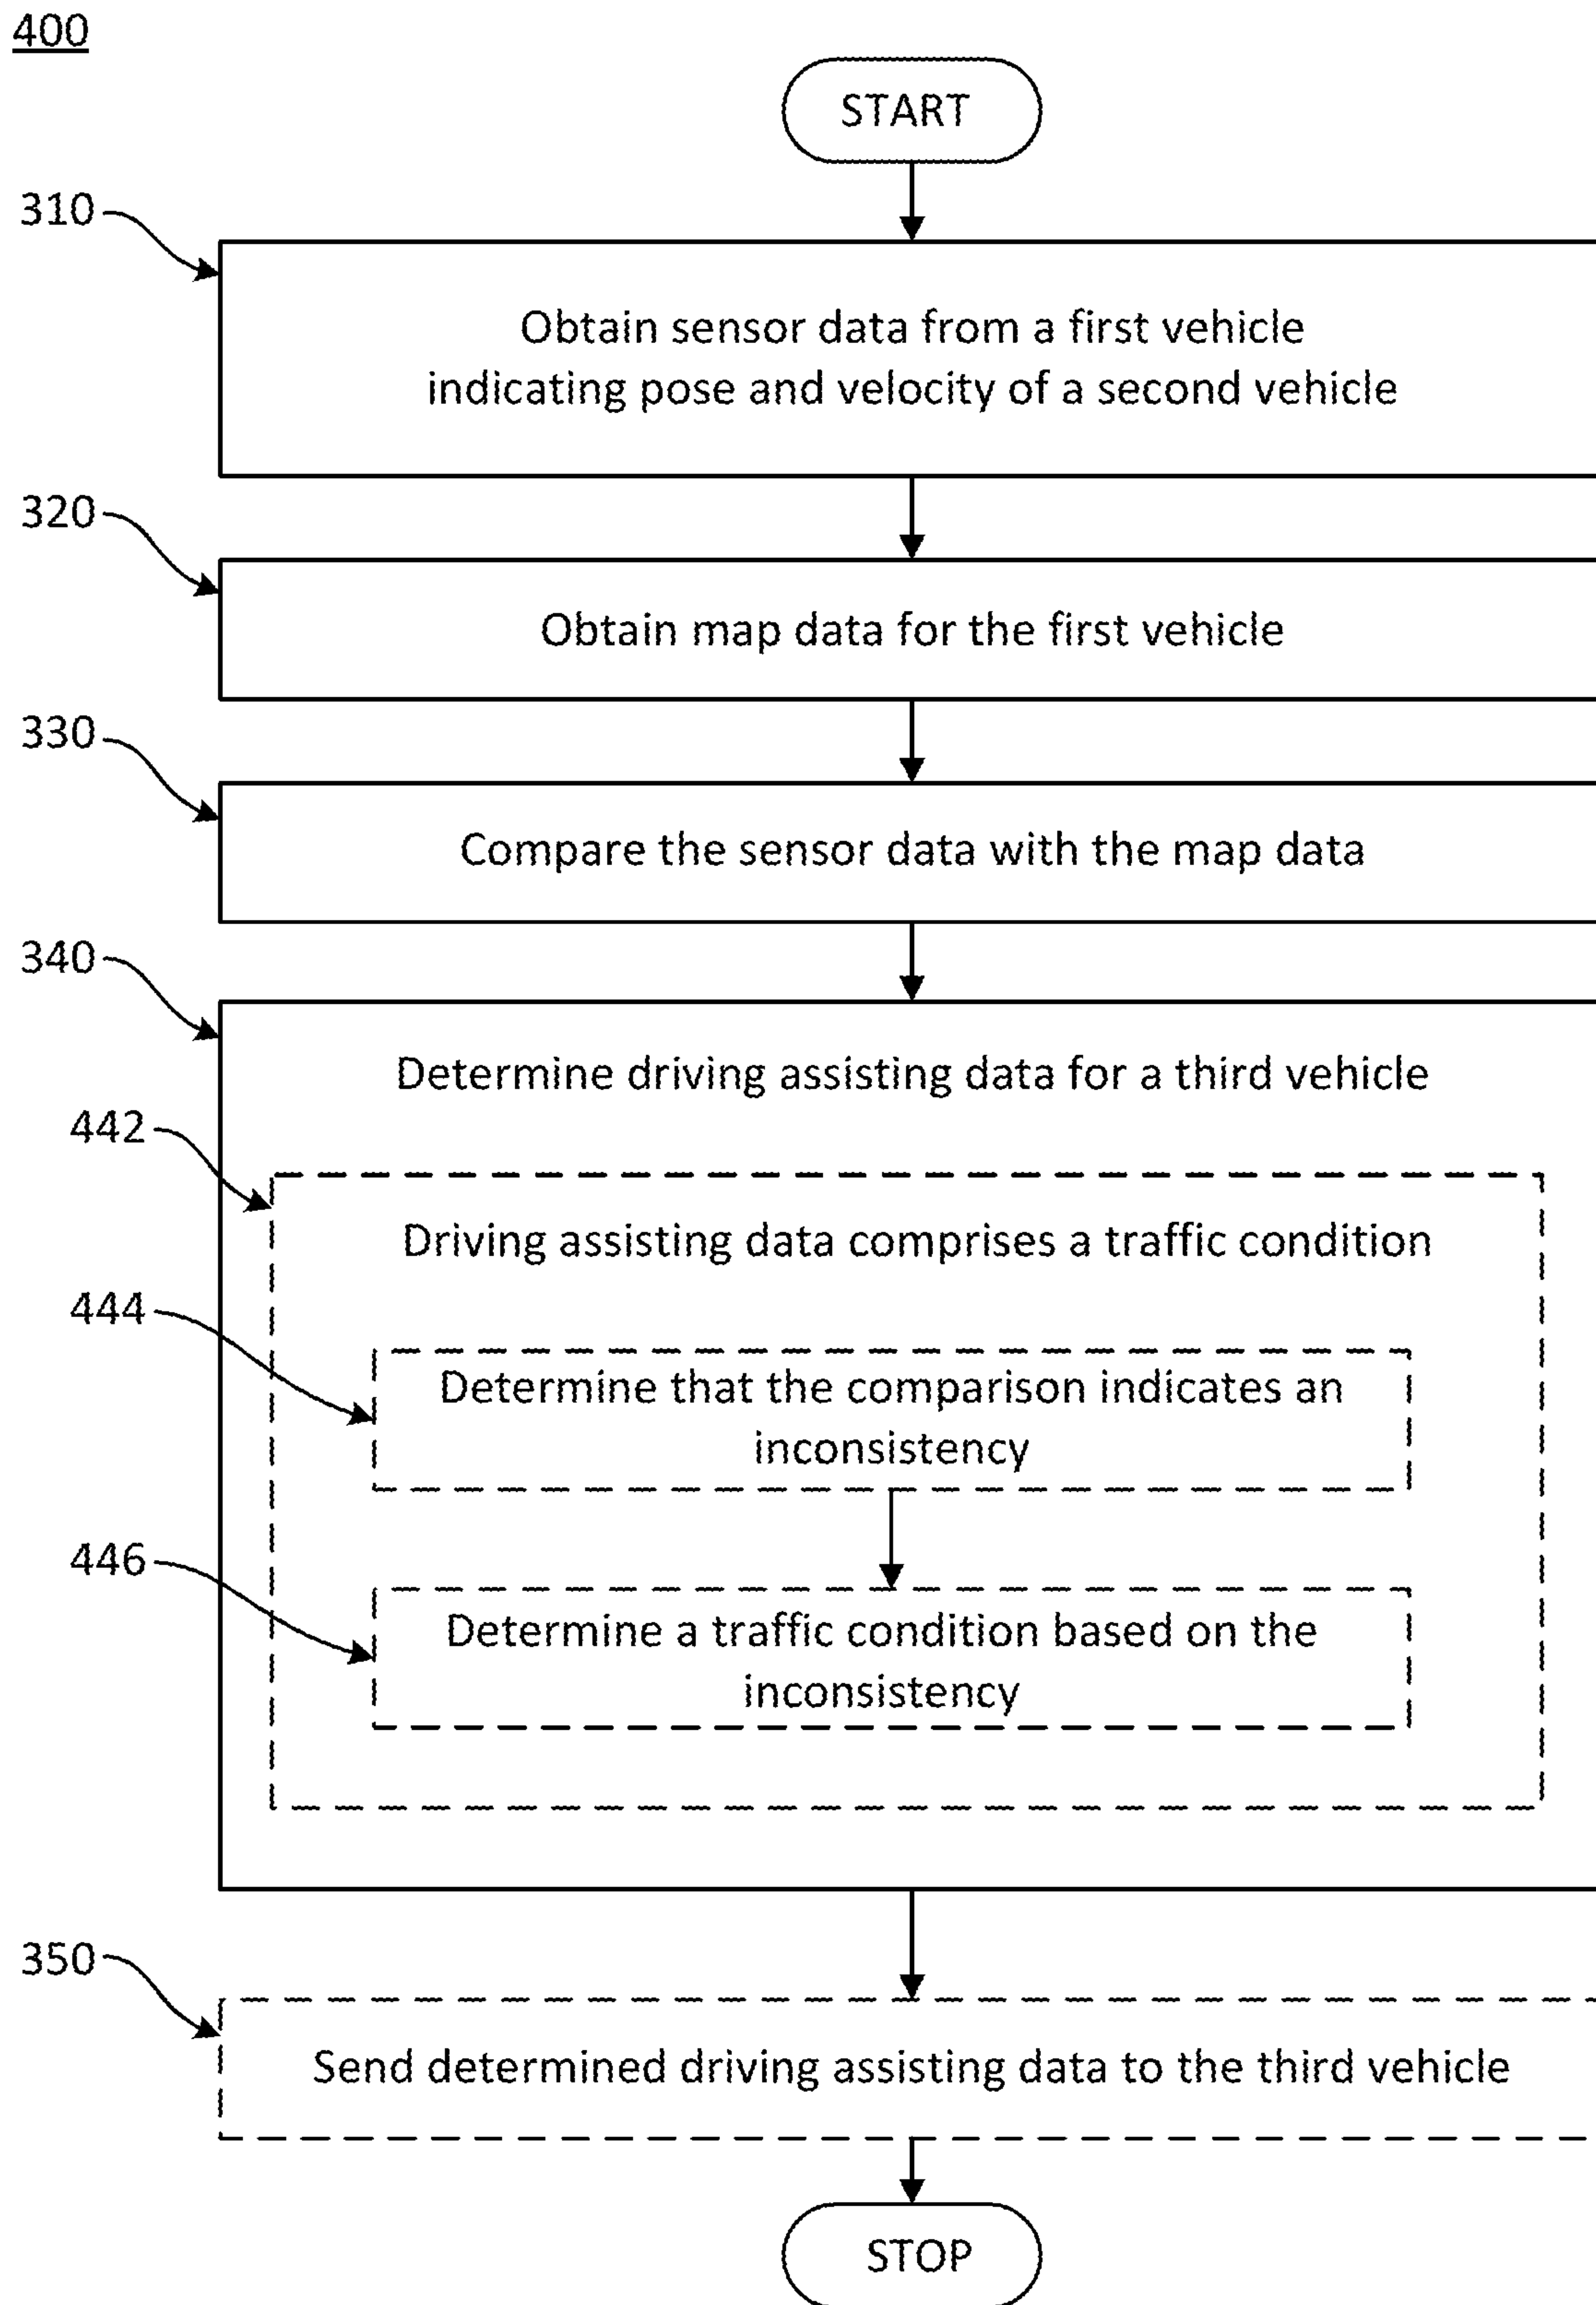 400
START
310
Obtain sensor data from a first vehicle
indicating pose and velocity of a second vehicle
320
Obtain map data for the first vehicle
330
Compare the sensor data with the map data
340
Determine driving assisting data for a third vehicle
442
Driving assisting data comprises a traffic condition
444
Determine that the comparison indicates an
inconsistency
446
Determine a traffic condition based on the
inconsistency
350
Send determined driving assisting data to the third vehicle
STOP